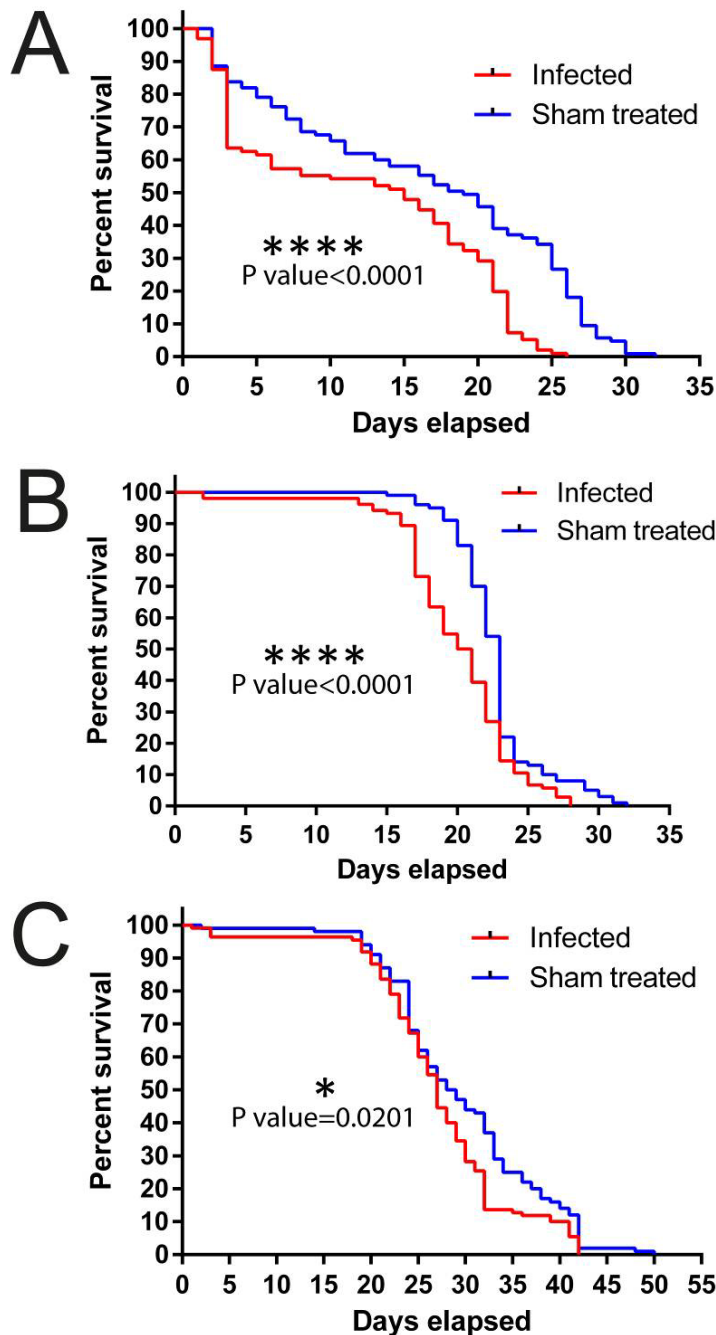 A
Infected
Sham treated
Percent survival
100
90
80
70
60
50
40
30
20
10
0
****
P value<0.0001
0 5 10 15 20 25 30 35
Days elapsed
B
Infected
Sham treated
Percent survival
100
90
80
70
60
50
40
30
20
10
0
****
P value<0.0001
0 5 10 15 20 25 30 35
Days elapsed
C
Infected
Sham treated
Percent survival
100
90
80
70
60
50
40
30
20
10
0
*
P value=0.0201
0 5 10 15 20 25 30 35 40 45 50 55
Days elapsed